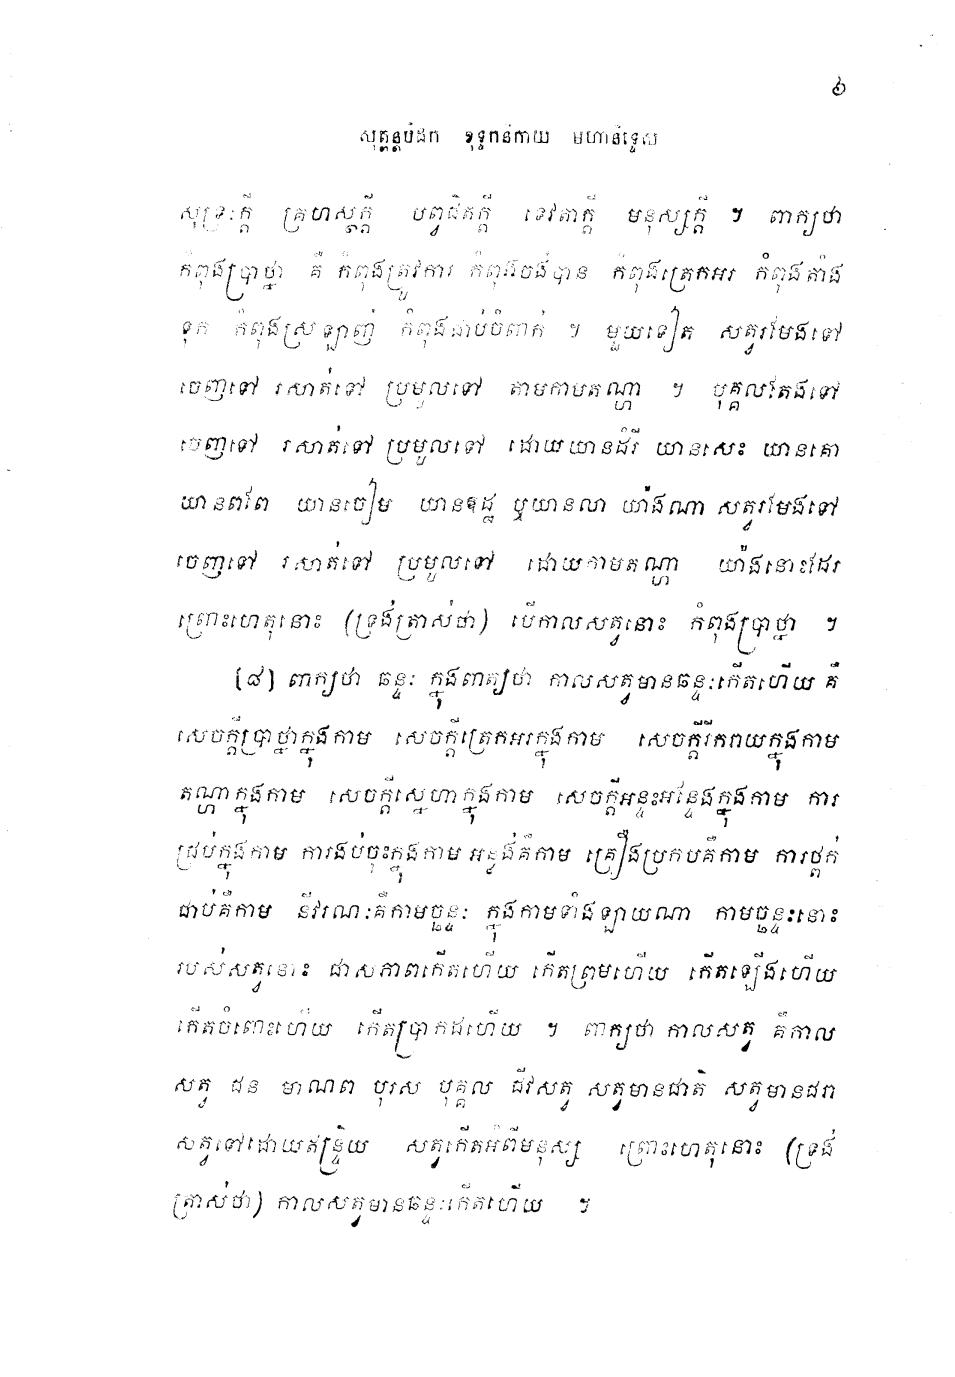 ៦
សុត្តន្តបិដក ខុទ្ទកនិកាយ មហានិទ្ទេស
សុទ្រៈក្តី គ្រហស្ថក្តី បព្វជិតក្តី ទេវតាក្តី មនុស្សក្តី ។ ពាក្យថា
កំពុងប្រាថ្នា គឺ កំពុងត្រូវការ កំពុងចង់បាន កំពុងត្រេកអរ កំពុងតាំង
ទុក កំពុងស្រឡាញ់ កំពុងជាប់ចំពាក់ ។ មួយទៀត សត្វរមែងទៅ
ចេញទៅ រសាត់ទៅ ប្រមូលទៅ តាមកាមតណ្ហា ។ បុគ្គលតែងទៅ
ចេញទៅ រសាត់ទៅ ប្រមូលទៅ ដោយយានដំរី យានសេះ យានគោ
យានពពែ យានចៀម យានឧដ្ឋ ឬយានលា យ៉ាងណា សត្វរមែងទៅ
ចេញទៅ រសាត់ទៅ ប្រមូលទៅ ដោយកាមតណ្ហា យ៉ាងនោះដែរ
ព្រោះហេតុនោះ (ទ្រង់ត្រាស់ថា) បើកាលសត្វនោះ កំពុងប្រាថ្នា ។
[៨] ពាក្យថា ឆន្ទៈ ក្នុងពាក្យថា កាលសត្វមានឆន្ទៈកើតហើយ គឺ
សេចក្តីប្រាថ្នាក្នុងកាម សេចក្តីត្រេកអរក្នុងកាម សេចក្តីរីករាយក្នុងកាម
តណ្ហាក្នុងកាម សេចក្តីស្នេហាក្នុងកាម សេចក្តីអន្ទះអន្ទែងក្នុងកាម ការ
ជ្រប់ក្នុងកាម ការងប់ចុះក្នុងកាម អន្លង់គឺកាម គ្រឿងប្រកបគឺកាម ការថ្ពក់
ជាប់គឺកាម នីវរណៈគឺកាមច្ឆន្ទៈ ក្នុងកាមទាំងឡាយណា កាមច្ឆន្ទះនោះ
របស់សត្វនោះ ជាសភាពកើតហើយ កើតព្រមហើយ កើតឡើងហើយ
កើតចំពោះហើយ កើតប្រាកដហើយ ។ ពាក្យថា កាលសត្វ គឺកាល
សត្វ ជន មាណព បុរស បុគ្គល ជីវសត្វ សត្វមានជាតិ សត្វមានជរា
សត្វទៅដោយឥន្ទ្រិយ សត្វកើតអំពីមនុស្ស ព្រោះហេតុនោះ (ទ្រង់
ត្រាស់ថា) កាលសត្វមានឆន្ទៈកើតហើយ ។